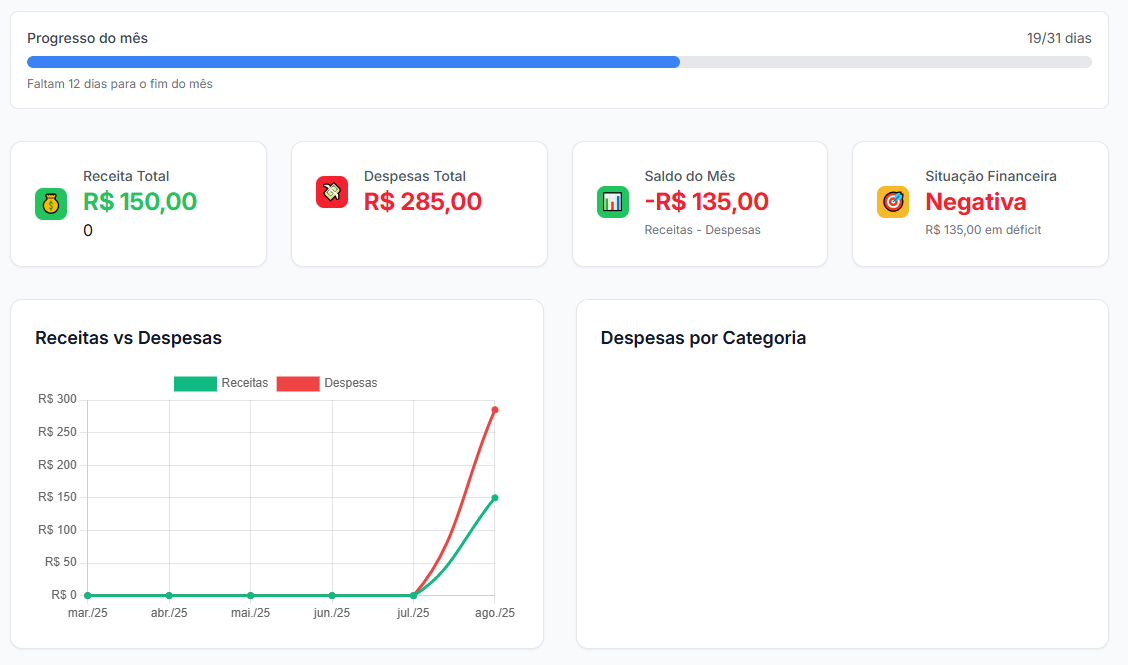 Progresso do mês
19/31 dias
Faltam 12 dias para o fim do mês
Receita Total
R$ 150,00
0
Despesas Total
R$ 285,00
Saldo do Mês
-R$ 135,00
Receitas - Despesas
Situação Financeira
Negativa
R$ 135,00 em déficit
Receitas vs Despesas
Receitas
Despesas
R$ 300
R$ 250
R$ 200
R$ 150
R$ 100
R$ 50
R$ 0
mar./25
abr./25
mai./25
jun./25
jul./25
ago./25
Despesas por Categoria